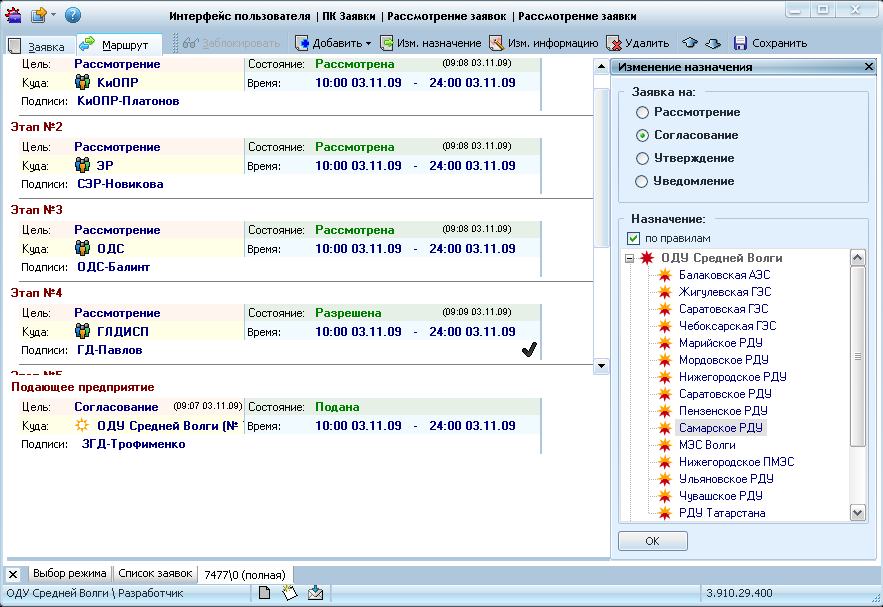 Интерфейс пользователя | ПК Заявки | Рассмотрение заявок | Рассмотрение заявки
Заявка Маршрут Заблокировать Добавить Изм. назначение Изм. информацию Удалить Сохранить
Цель: Рассмотрение Состояние: Рассмотрена (09:08 03.11.09)
Куда: КиОПР Время: 10:00 03.11.09 - 24:00 03.11.09
Подписи: КиОПР-Платонов
Этап №2
Цель: Рассмотрение Состояние: Рассмотрена (09:08 03.11.09)
Куда: ЭР Время: 10:00 03.11.09 - 24:00 03.11.09
Подписи: СЭР-Новикова
Этап №3
Цель: Рассмотрение Состояние: Рассмотрена (09:09 03.11.09)
Куда: ОДС Время: 10:00 03.11.09 - 24:00 03.11.09
Подписи: ОДС-Балинт
Этап №4
Цель: Рассмотрение Состояние: Разрешена (09:09 03.11.09)
Куда: ГЛДИСП Время: 10:00 03.11.09 - 24:00 03.11.09
Подписи: ГД-Павлов
Этап №5
Подающее предприятие
Цель: Согласование (09:07 03.11.09) Состояние: Подана
Куда: ОДУ Средней Волги (№ Время: 10:00 03.11.09 - 24:00 03.11.09
Подписи: ЗГД-Трофименко
Изменение назначения
Заявка на:
Рассмотрение
Согласование
Утверждение
Уведомление
Назначение:
по правилам
ОДУ Средней Волги
Балаковская АЭС
Жигулевская ГЭС
Саратовская ГЭС
Чебоксарская ГЭС
Марийское РДУ
Мордовское РДУ
Нижегородское РДУ
Саратовское РДУ
Пензенское РДУ
Самарское РДУ
МЭС Волги
Нижегородское ПМЭС
Ульяновское РДУ
Чувашское РДУ
РДУ Татарстана
ОК
Выбор режима Список заявок 7477\0 (полная)
ОДУ Средней Волги \ Разработчик 3.910.29.400